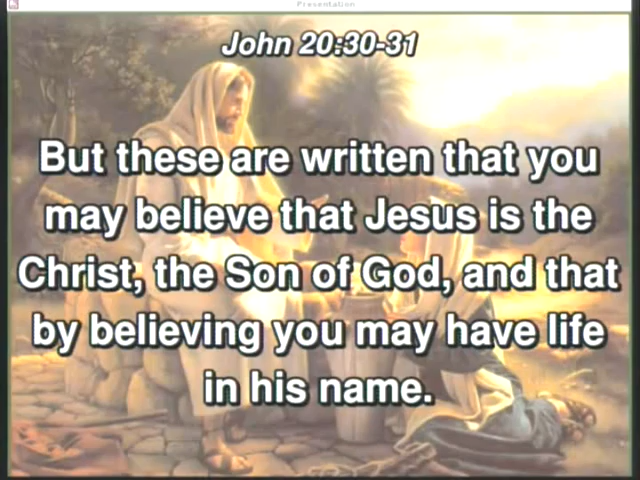 Presentation
John 20:30-31
But these are written that you
may believe that Jesus is the
Christ, the Son of God, and that
by believing you may have life
in his name.